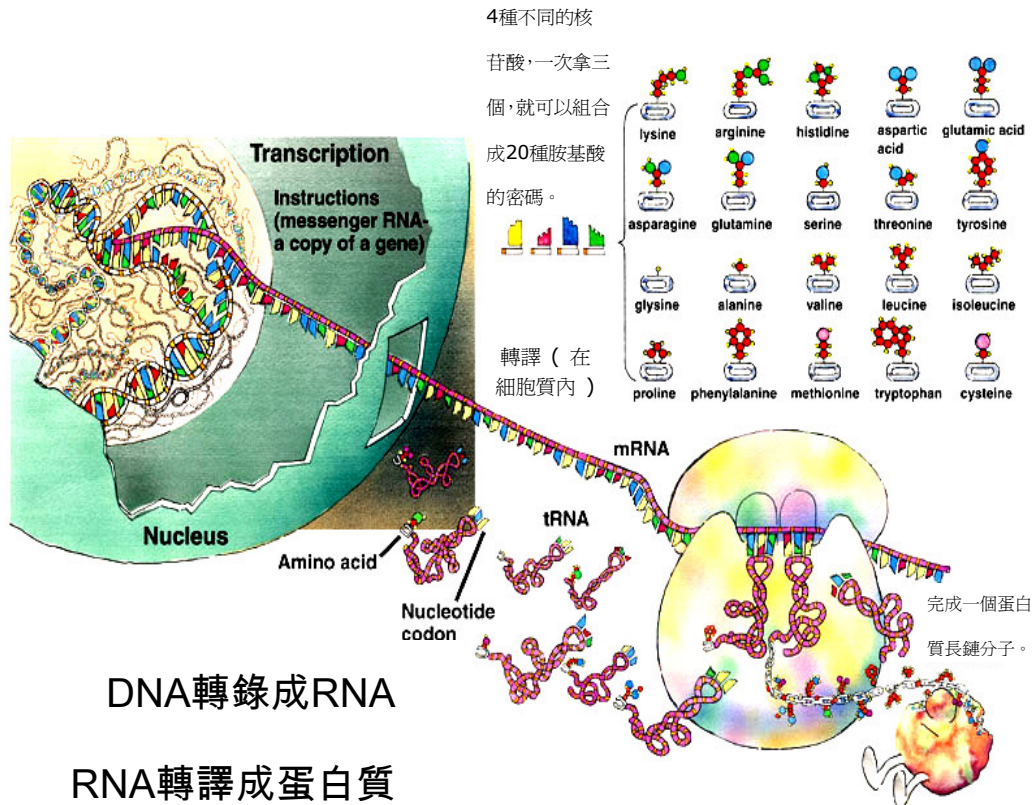 4種不同的核
苷酸，一次拿三
個，就可以組合
成20種胺基酸
的密碼。
lysine
arginine
histidine
aspartic
acid
glutamic acid
asparagine
glutamine
serine
threonine
tyrosine
glysine
alanine
valine
leucine
isoleucine
proline
phenylalanine
methionine
tryptophan
cysteine
Transcription
Instructions
(messenger RNA-
a copy of a gene)
轉譯 ( 在
細胞質內 )
Nucleus
mRNA
tRNA
Amino acid
Nucleotide
codon
完成一個蛋白
質長鏈分子。
DNA轉錄成RNA
RNA轉譯成蛋白質